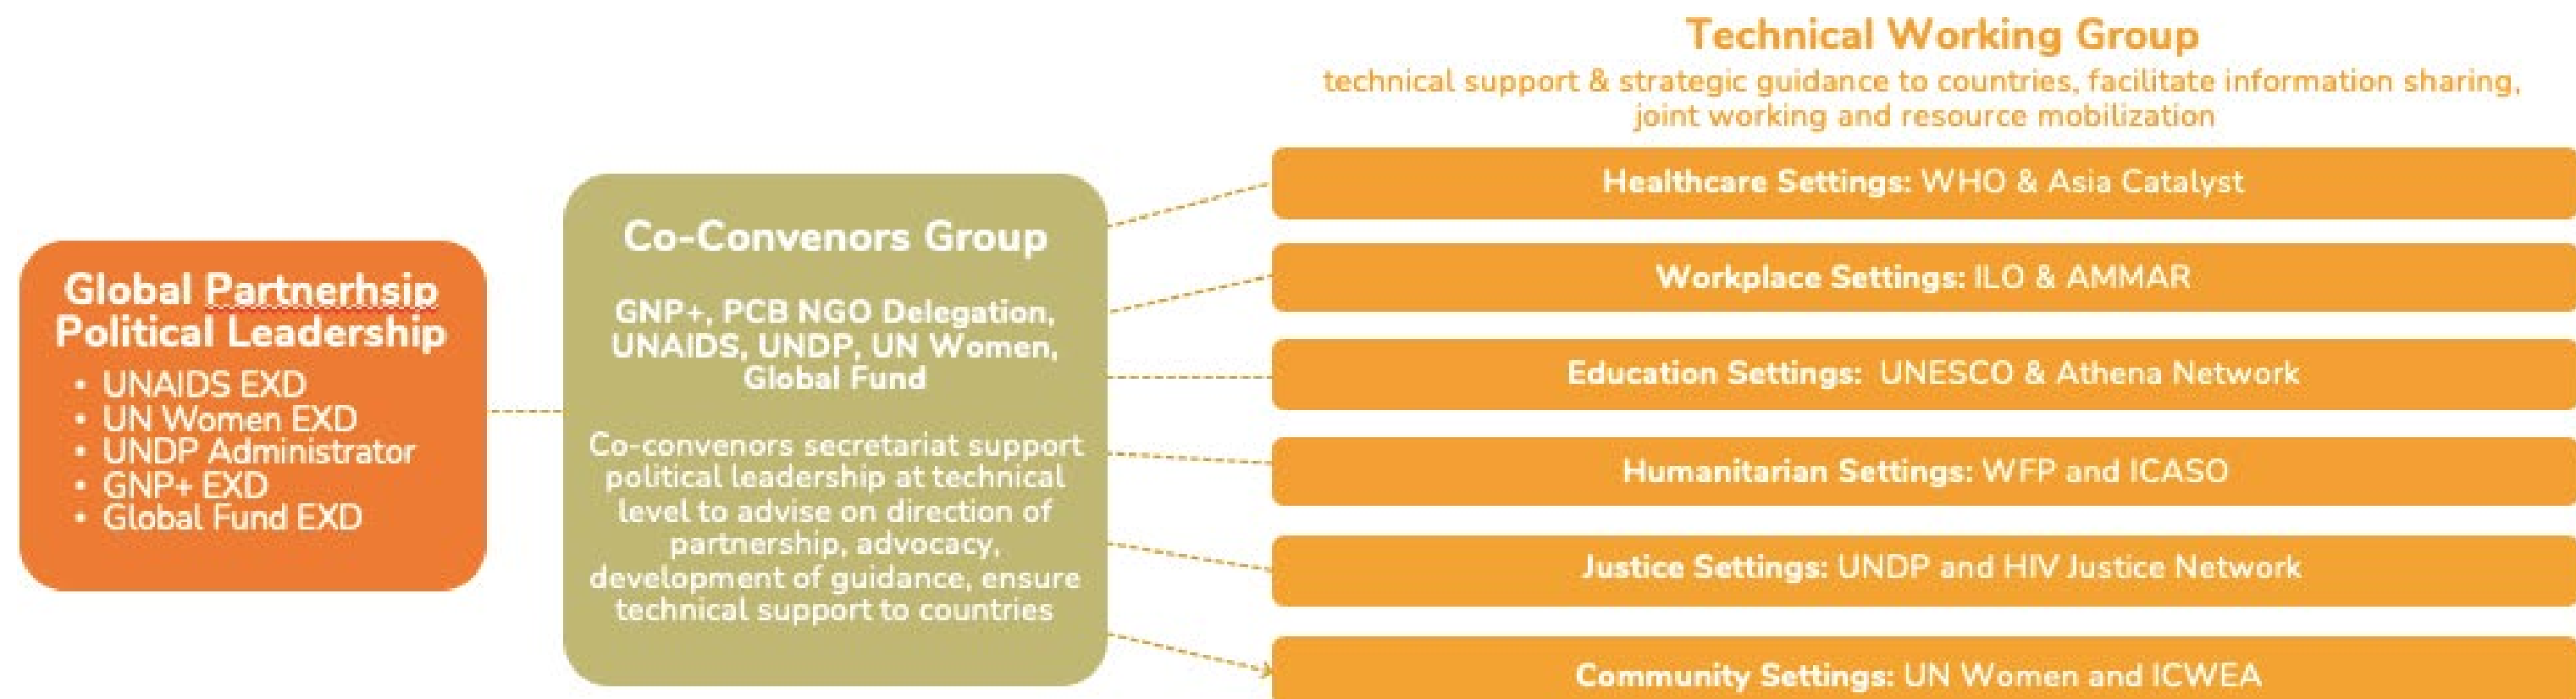 Global Partnerhsip
Political Leadership
• UNAIDS EXD
• UN Women EXD
• UNDP Administrator
• GNP+ EXD
• Global Fund EXD
Co-Convenors Group
GNP+, PCB NGO Delegation,
UNAIDS, UNDP, UN Women,
Global Fund
Co-convenors secretariat support
political leadership at technical
level to advise on direction of
partnership, advocacy,
development of guidance, ensure
technical support to countries
Technical Working Group
technical support & strategic guidance to countries, facilitate information sharing,
joint working and resource mobilization
Healthcare Settings: WHO & Asia Catalyst
Workplace Settings: ILO & AMMAR
Education Settings: UNESCO & Athena Network
Humanitarian Settings: WFP and ICASO
Justice Settings: UNDP and HIV Justice Network
Community Settings: UN Women and ICWEA